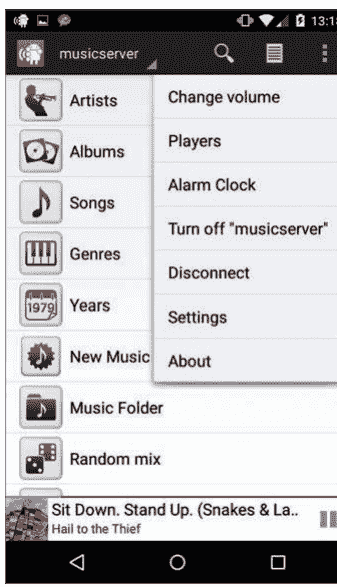 13:18
musicserver
Artists
Albums
Songs
Genres
1979
Years
New Music
Music Folder
Random mix
Change volume
Players
Alarm Clock
Turn off "musicserver"
Disconnect
Settings
About
Sit Down. Stand Up. (Snakes & La..
Hail to the Thief